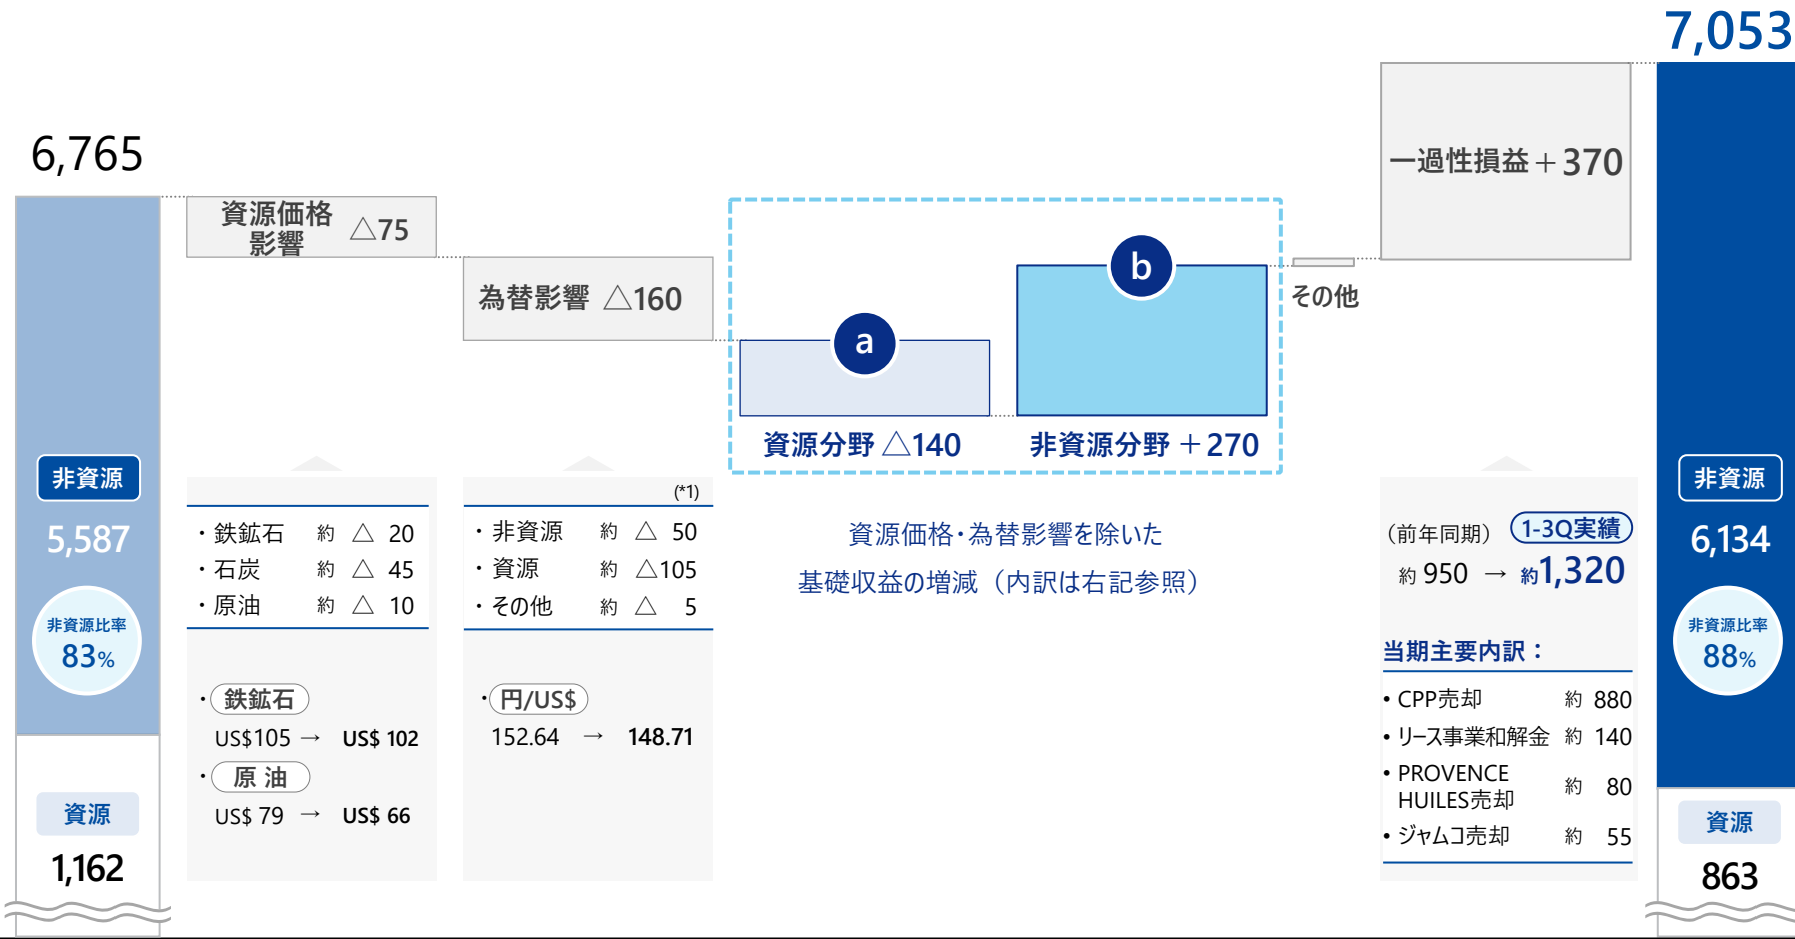 7,053
6,765
資源価格
影響 △75
為替影響 △160
a
b
資源分野 △140
非資源分野 ＋270
その他
一過性損益＋370
非資源
5,587
非資源比率
83%
資源
1,162
・鉄鉱石 約 △ 20
・石炭 約 △ 45
・原油 約 △ 10
・鉄鉱石
US$105 → US$ 102
・原 油
US$ 79 → US$ 66
(*1)
・非資源 約 △ 50
・資源 約 △105
・その他 約 △ 5
・円/US$
152.64 → 148.71
資源価格・為替影響を除いた
基礎収益の増減（内訳は右記参照）
（前年同期） 1-3Q実績
約 950 → 約1,320
当期主要内訳：
• CPP売却 約 880
• リース事業和解金 約 140
• PROVENCE
HUILES売却 約 80
• ジャムコ売却 約 55
非資源
6,134
非資源比率
88%
資源
863